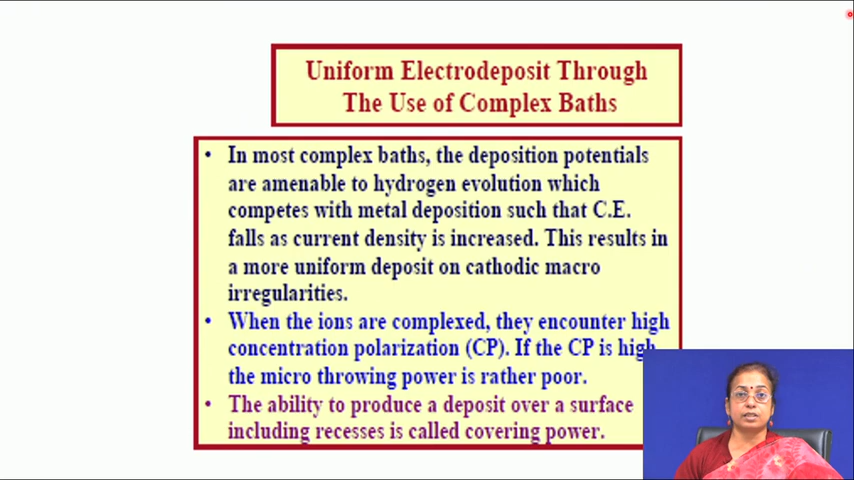 Uniform Electrodeposit Through
The Use of Complex Baths
• In most complex baths, the deposition potentials
are amenable to hydrogen evolution which
competes with metal deposition such that C.E.
falls as current density is increased. This results in
a more uniform deposit on cathodic macro
irregularities.
• When the ions are complexed, they encounter high
concentration polarization (CP). If the CP is high
the micro throwing power is rather poor.
• The ability to produce a deposit over a surface
including recesses is called covering power.